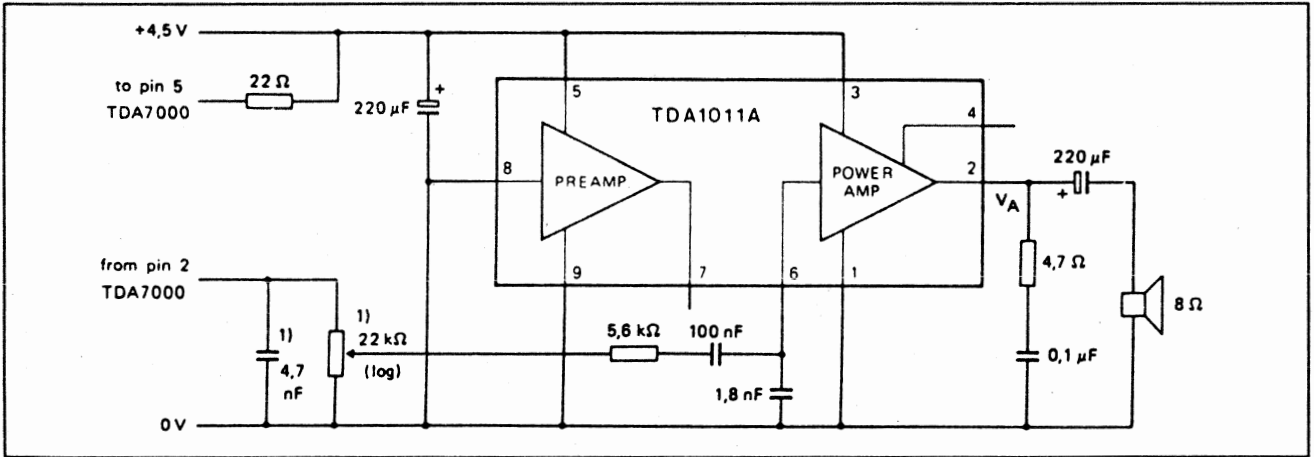 +4,5 V
to pin 5
TDA7000
22 Ω
220 µF
+
5
3
TDA1011A
4
8
PREAMP.
POWER
AMP
2
220 µF
+
V_A
9
7
6
1
4,7 Ω
8 Ω
from pin 2
TDA7000
1)
4,7
nF
1)
22 kΩ
(log)
5,6 kΩ
100 nF
1,8 nF
0,1 µF
0 V